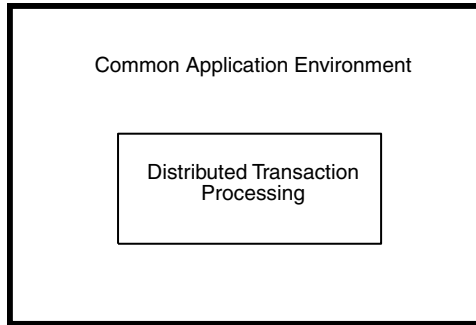 Common Application Environment
Distributed Transaction
Processing